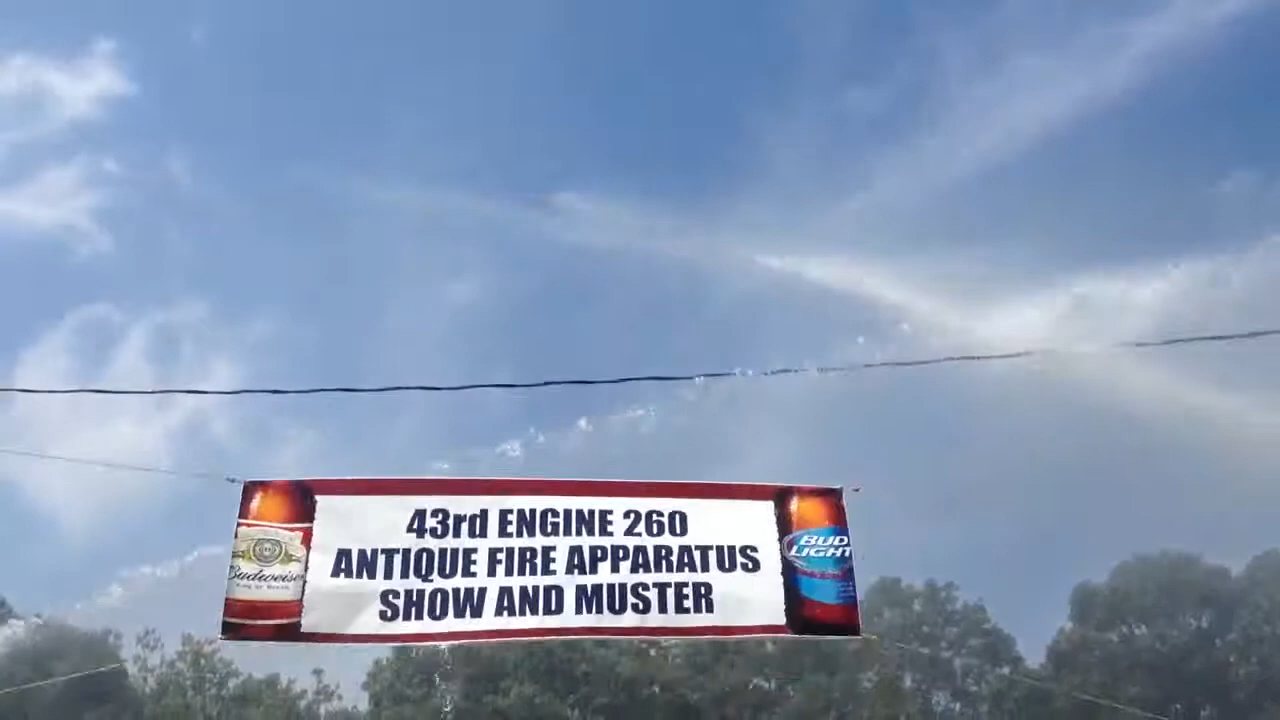 43rd ENGINE 260
ANTIQUE FIRE APPARATUS
SHOW AND MUSTER
Budweiser
BUD
LIGHT